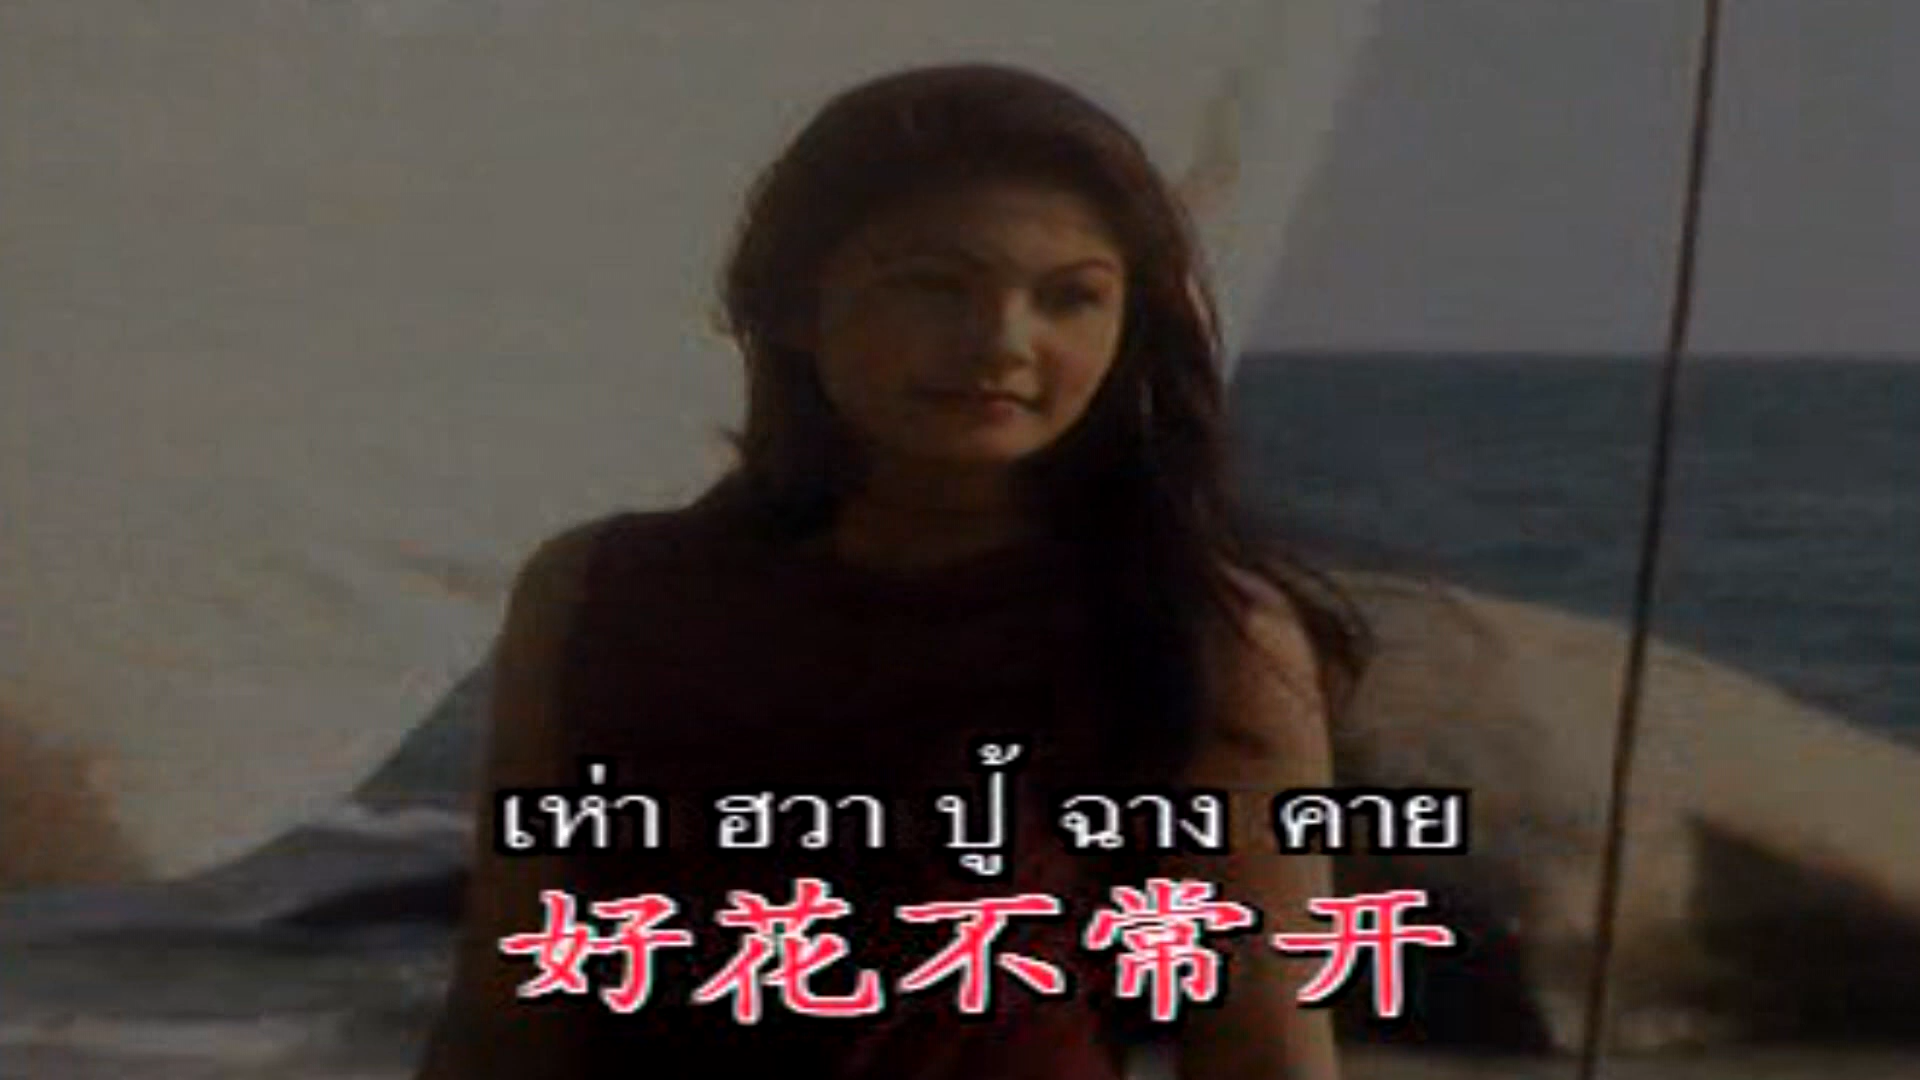 เห่า ฮวา ปู้ ฉาง คาย
好花不常开